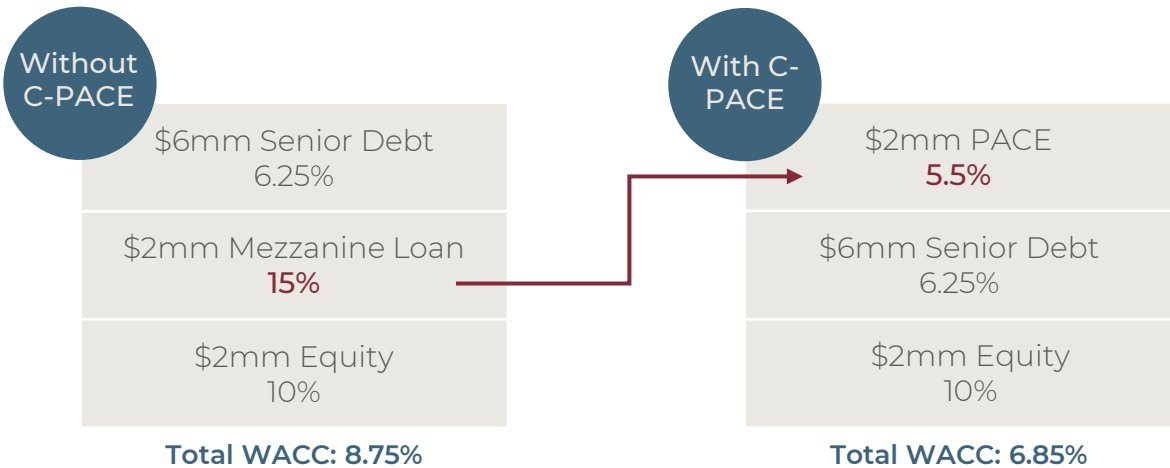 Without
C-PACE
$6mm Senior Debt
6.25%
$2mm Mezzanine Loan
15%
$2mm Equity
10%
Total WACC: 8.75%
With C-
PACE
$2mm PACE
5.5%
$6mm Senior Debt
6.25%
$2mm Equity
10%
Total WACC: 6.85%